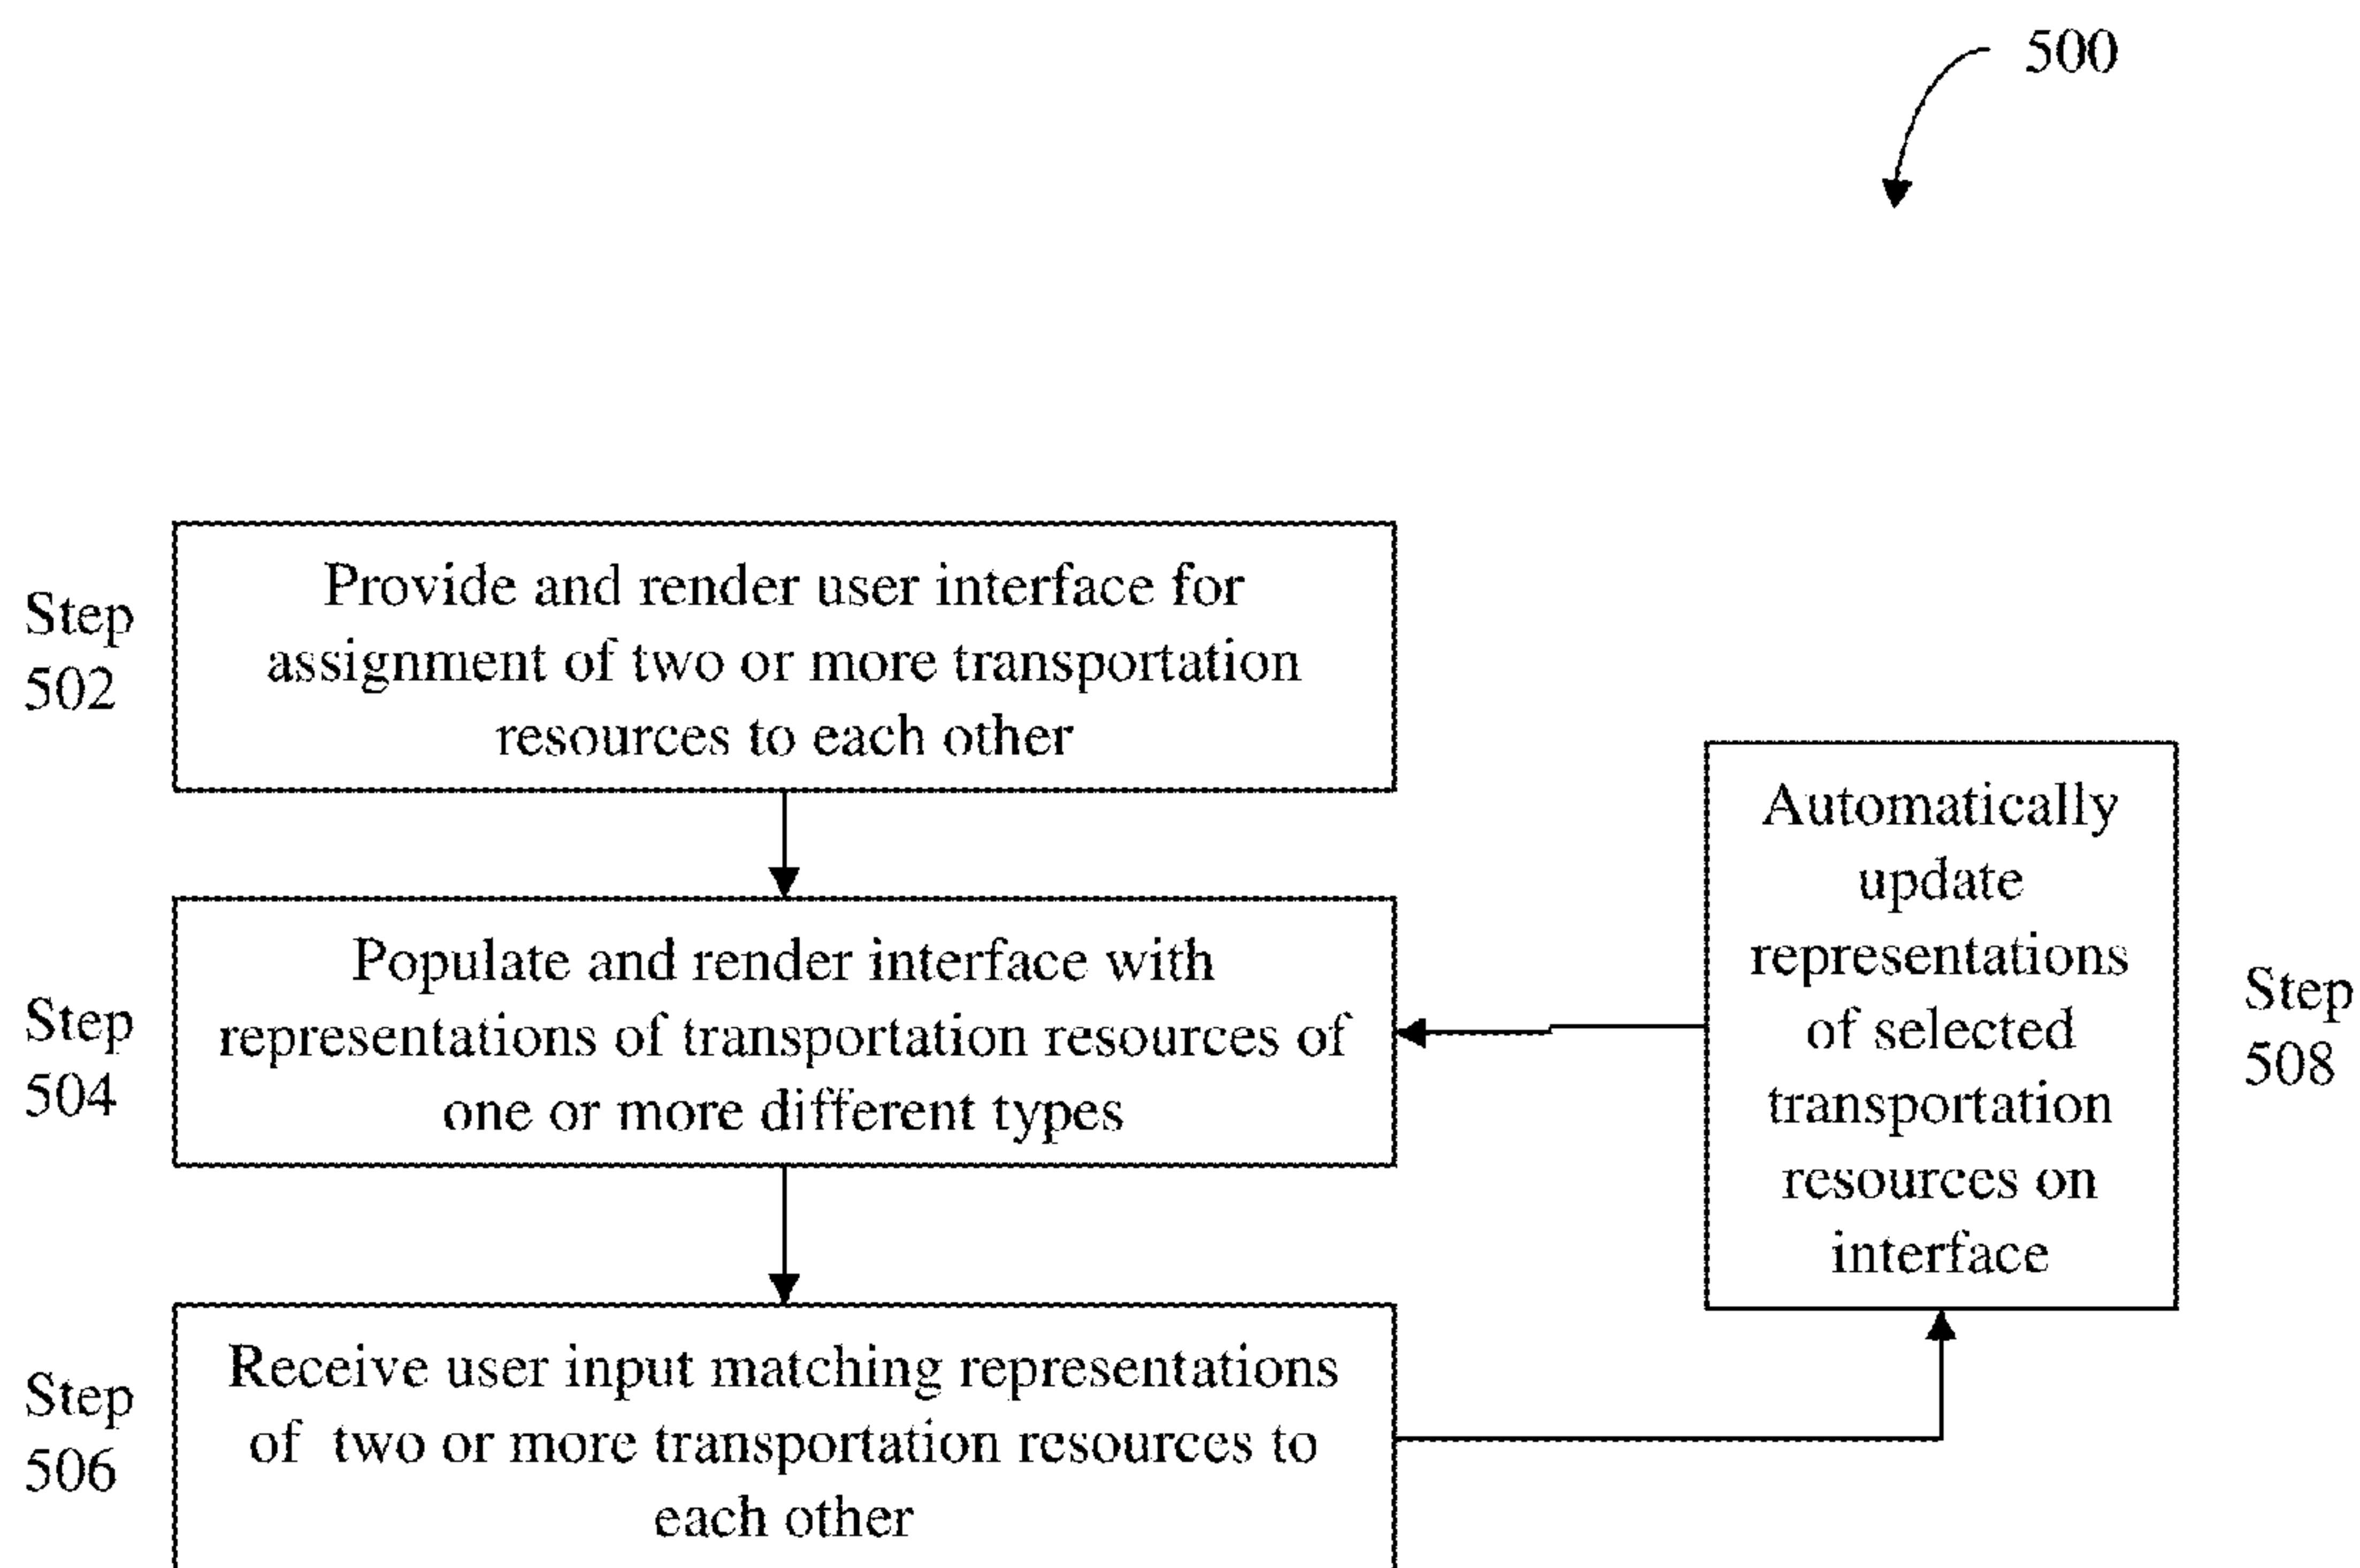 500
Step
502
Provide and render user interface for
assignment of two or more transportation
resources to each other
Step
504
Populate and render interface with
representations of transportation resources of
one or more different types
Step
506
Receive user input matching representations
of two or more transportation resources to
each other
Automatically
update
representations
of selected
transportation
resources on
interface
Step
508